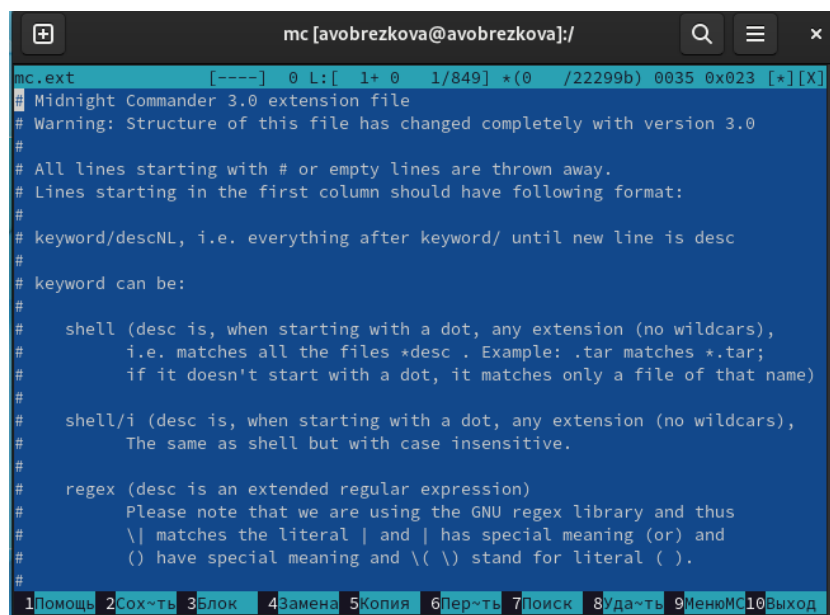 mc [avobrezkova@avobrezkova]:/
mc.ext [----] 0 L:[ 1+ 0 1/849] *(0 /22299b) 0035 0x023 [*][X]
# Midnight Commander 3.0 extension file
# Warning: Structure of this file has changed completely with version 3.0
#
# All lines starting with # or empty lines are thrown away.
# Lines starting in the first column should have following format:
#
# keyword/descNL, i.e. everything after keyword/ until new line is desc
#
# keyword can be:
#
# shell (desc is, when starting with a dot, any extension (no wildcars),
# i.e. matches all the files *desc . Example: .tar matches *.tar;
# if it doesn't start with a dot, it matches only a file of that name)
#
# shell/i (desc is, when starting with a dot, any extension (no wildcars),
# The same as shell but with case insensitive.
#
# regex (desc is an extended regular expression)
# Please note that we are using the GNU regex library and thus
# \| matches the literal | and | has special meaning (or) and
# () have special meaning and \( \) stand for literal ( ).
#
1Помощь 2Сох~ть 3Блок 4Замена 5Копия 6Пер~ть 7Поиск 8Уда~ть 9МенюМС10Выход